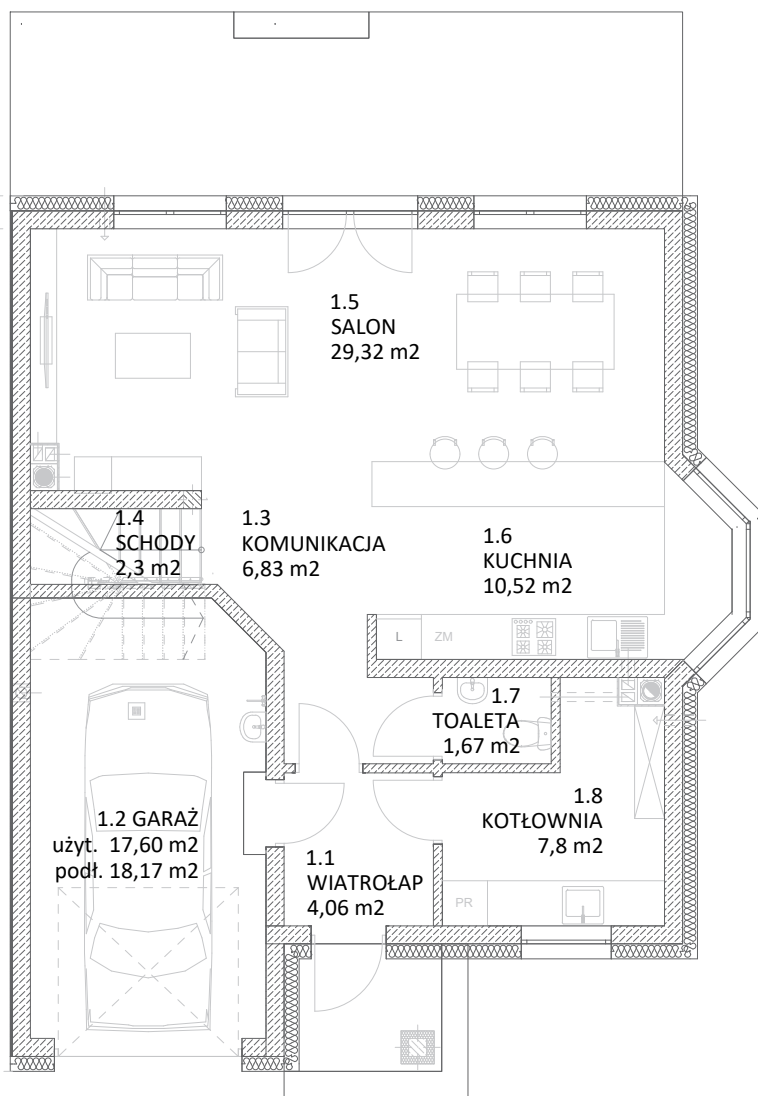 1.5
SALON
29,32 m2
1.4
SCHODY
2,3 m2
1.3
KOMUNIKACJA
6,83 m2
1.6
KUCHNIA
10,52 m2
L
ZM
1.7
TOALETA
1,67 m2
1.2 GARAŻ
użyt. 17,60 m2
podł. 18,17 m2
1.8
KOTŁOWNIA
7,8 m2
1.1
WIATROŁAP
4,06 m2
PR